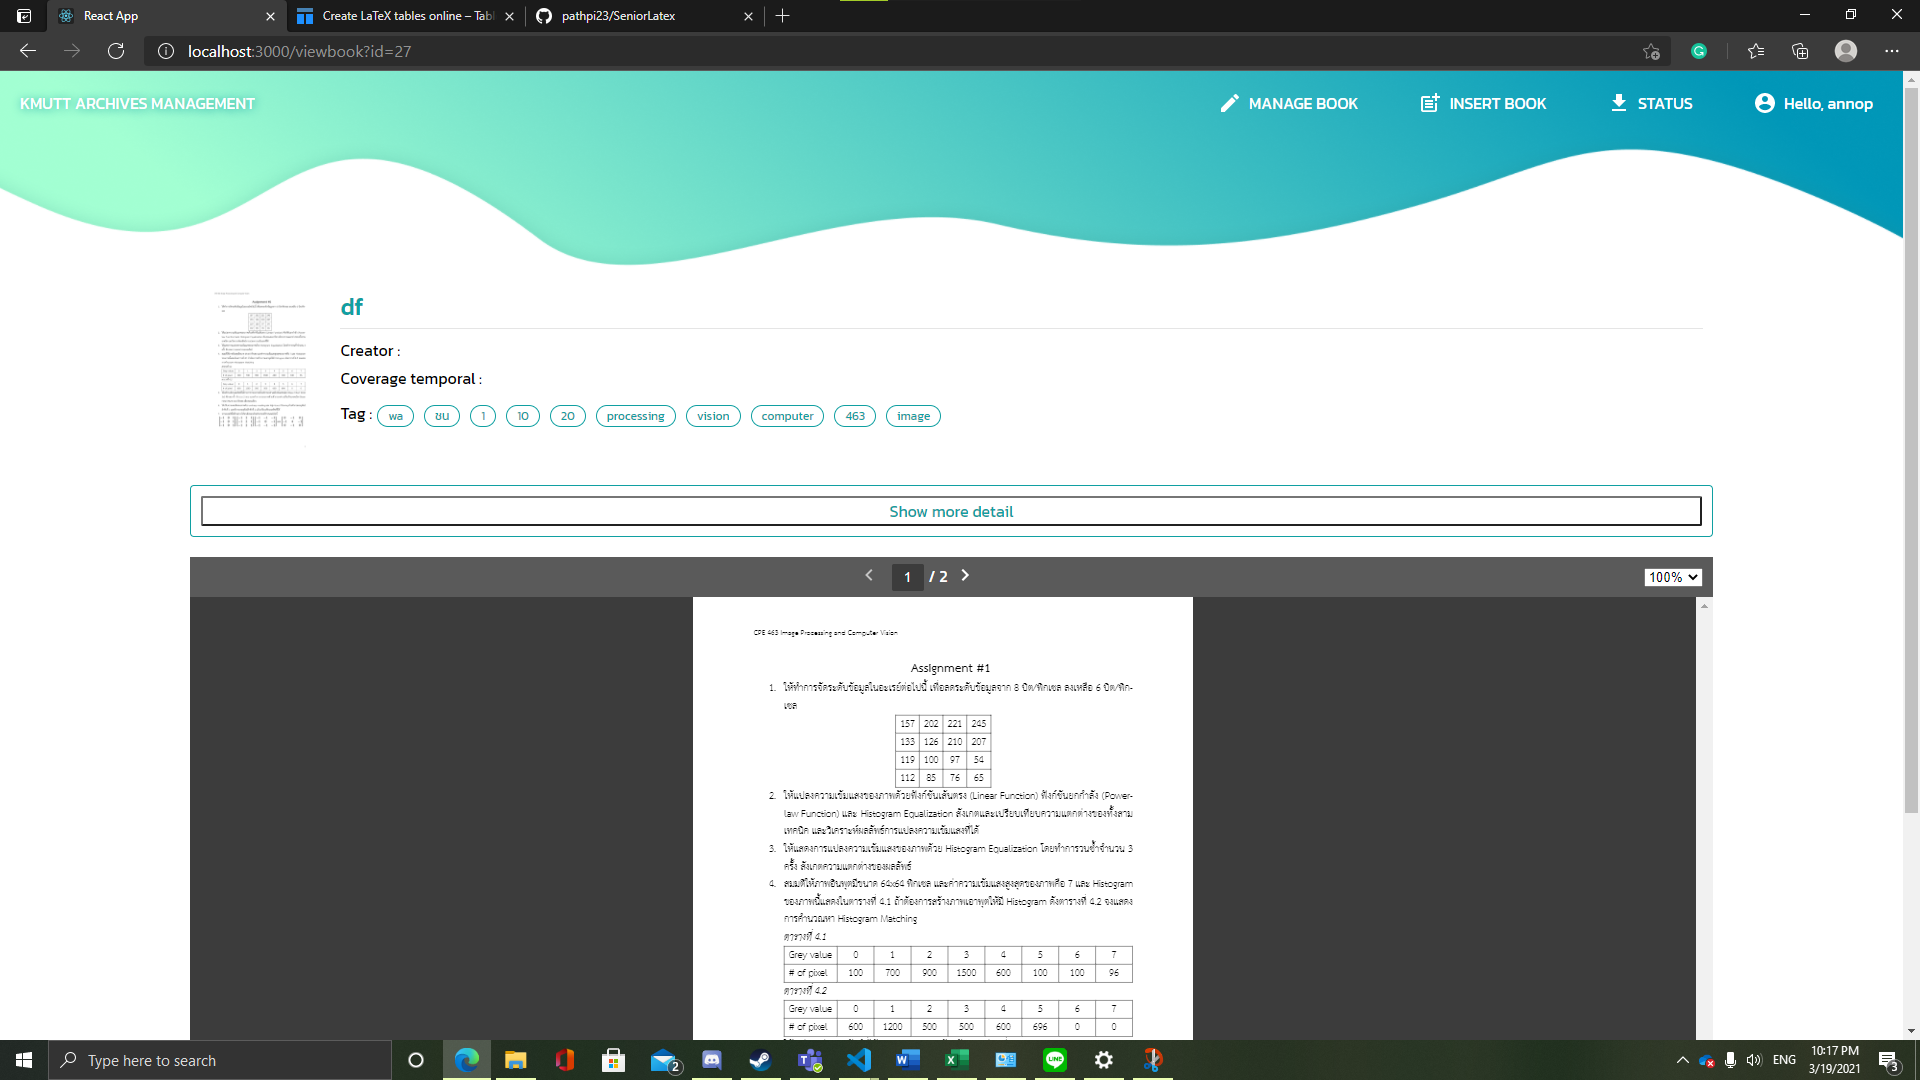 React App
Create LaTeX tables online – Tabl
pathpi23/SeniorLatex
localhost:3000/viewbook?id=27
KMUTT ARCHIVES MANAGEMENT
MANAGE BOOK
INSERT BOOK
STATUS
Hello, annop
df
Creator :
Coverage temporal :
Tag : wa ชน 1 10 20 processing vision computer 463 image
Show more detail
1 / 2
100%
CPE 463 Image Processing and Computer Vision
Assignment #1
1. ให้ทำการจัดระดับข้อมูลในอะเรย์ต่อไปนี้ เพื่อลดระดับข้อมูลจาก 8 บิต/พิกเซล ลงเหลือ 6 บิต/พิก-
เซล
157 202 221 245
133 126 210 207
119 100 97 54
112 85 76 65
2. ให้แปลงความเข้มแสงของภาพด้วยฟังก์ชันเส้นตรง (Linear Function) ฟังก์ชันยกกำลัง (Power-
law Function) และ Histogram Equalization สังเกตและเปรียบเทียบความแตกต่างของทั้งสาม
เทคนิค และวิเคราะห์ผลลัพธ์การแปลงความเข้มแสงที่ได้
3. ให้แสดงการแปลงความเข้มแสงของภาพด้วย Histogram Equalization โดยทำการวนซ้ำจำนวน 3
ครั้ง สังเกตความแตกต่างของผลลัพธ์
4. สมมติให้ภาพอินพุตมีขนาด 64x64 พิกเซล และค่าความเข้มแสงสูงสุดของภาพคือ 7 และ Histogram
ของภาพนี้แสดงในตารางที่ 4.1 ถ้าต้องการสร้างภาพเอาพุตให้มี Histogram ดังตารางที่ 4.2 จงแสดง
การคำนวณหา Histogram Matching
ตารางที่ 4.1
Grey value 0 1 2 3 4 5 6 7
# of pixel 100 700 900 1500 600 100 100 96
ตารางที่ 4.2
Grey value 0 1 2 3 4 5 6 7
# of pixel 600 1200 500 500 600 696 0 0
Type here to search
2
ENG
10:17 PM
3/19/2021
3